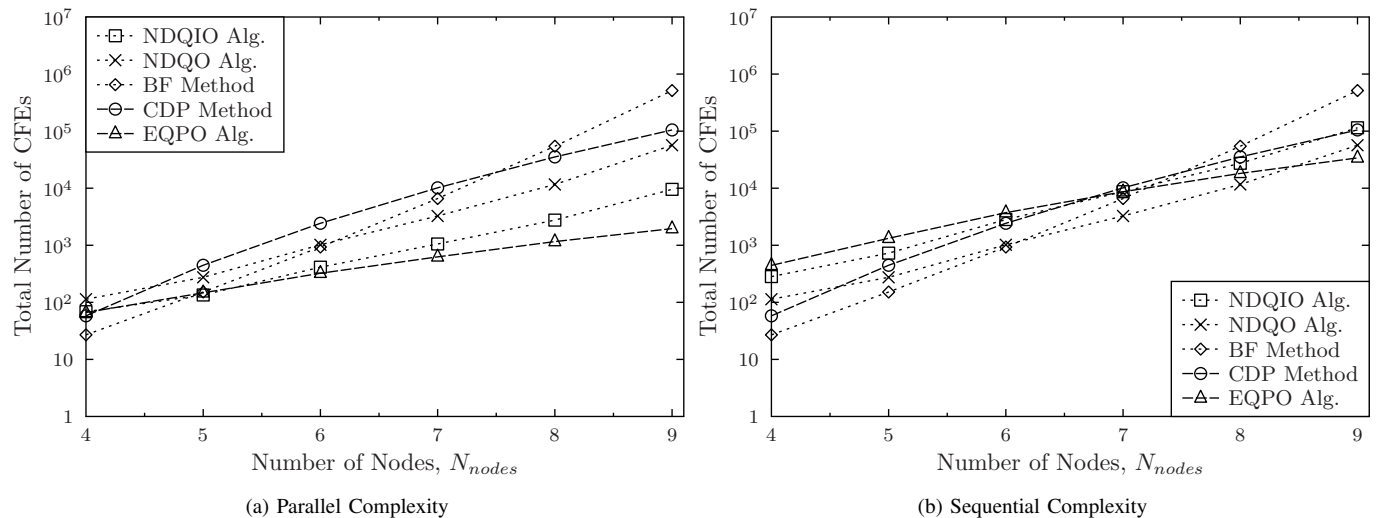 10^7
10^6
10^5
10^4
10^3
10^2
10
1
Total Number of CFEs
NDQIO Alg.
NDQO Alg.
BF Method
CDP Method
EQPO Alg.
4 5 6 7 8 9
Number of Nodes, N_{nodes}
(a) Parallel Complexity
10^7
10^6
10^5
10^4
10^3
10^2
10
1
Total Number of CFEs
NDQIO Alg.
NDQO Alg.
BF Method
CDP Method
EQPO Alg.
4 5 6 7 8 9
Number of Nodes, N_{nodes}
(b) Sequential Complexity